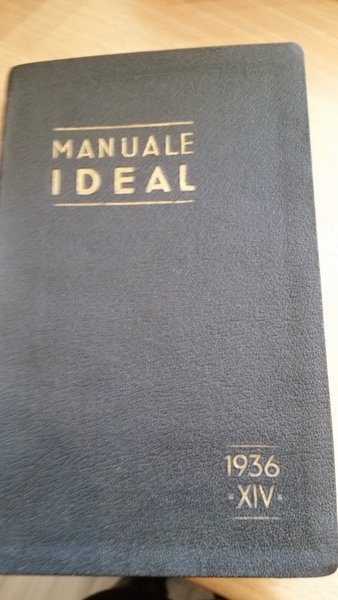 MANUALE
IDEAL
1936
·XIV·